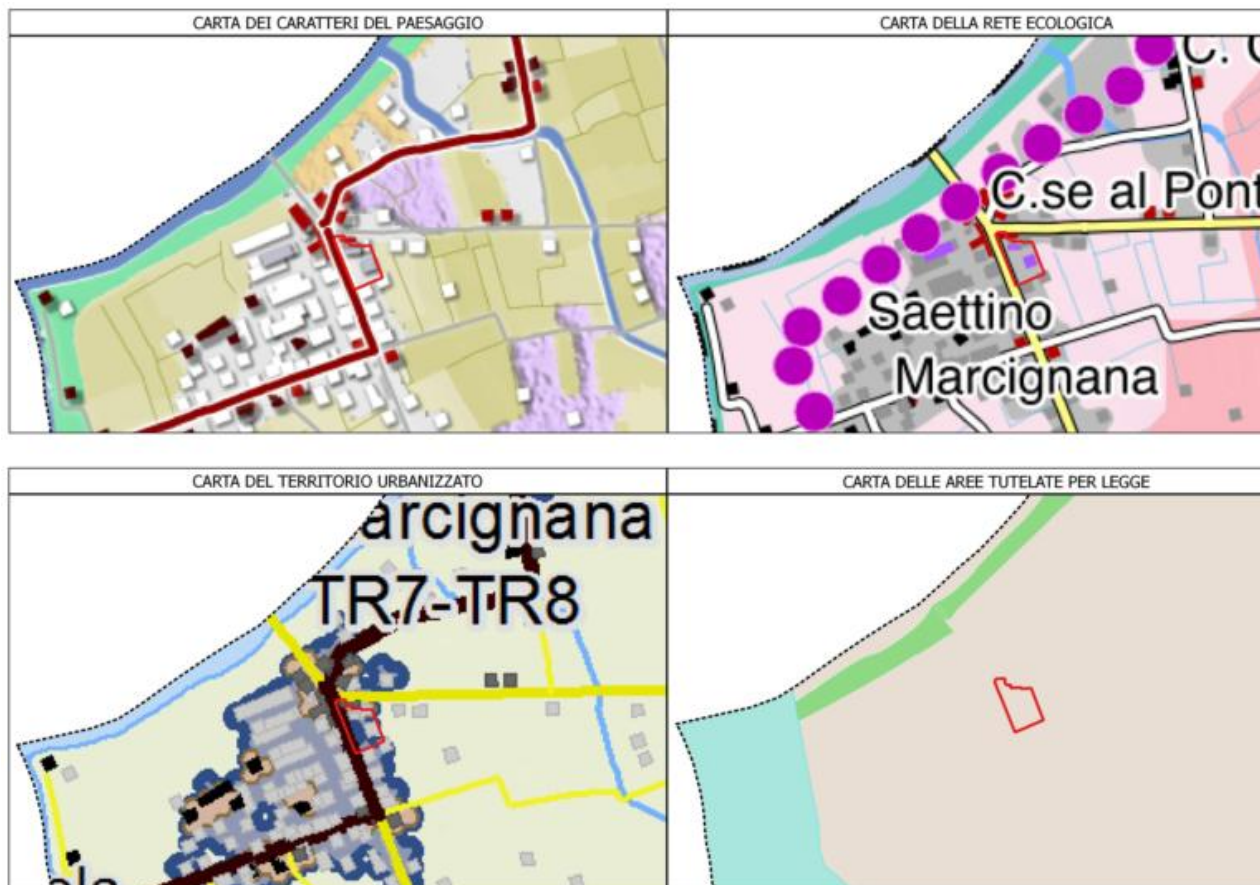 CARTA DEI CARATTERI DEL PAESAGGIO
CARTA DELLA RETE ECOLOGICA
C.se al Pont
Saettino
Marcignana
CARTA DEL TERRITORIO URBANIZZATO
CARTA DELLE AREE TUTELATE PER LEGGE
arcignana
TR7-TR8